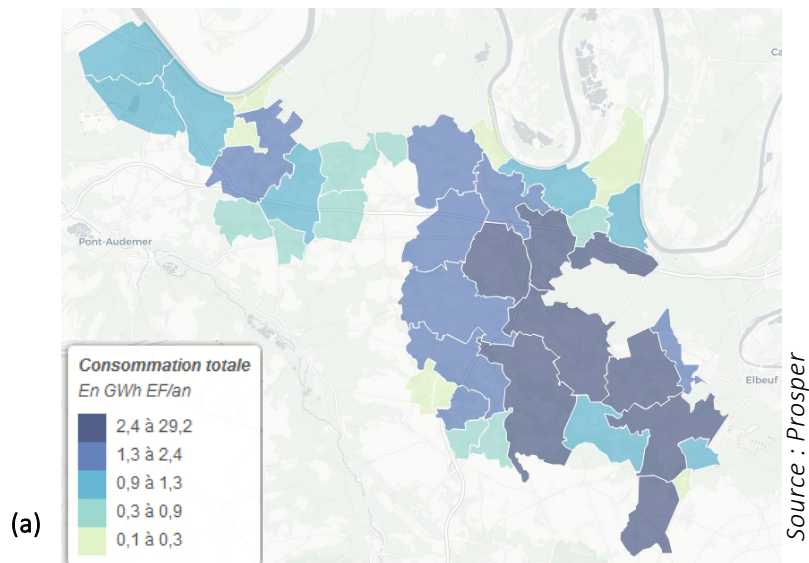 Ca
Pont-Audemer
Elbeuf
Consommation totale
En GWh EF/an
2,4 à 29,2
1,3 à 2,4
0,9 à 1,3
0,3 à 0,9
0,1 à 0,3
(a)
Source : Prosper